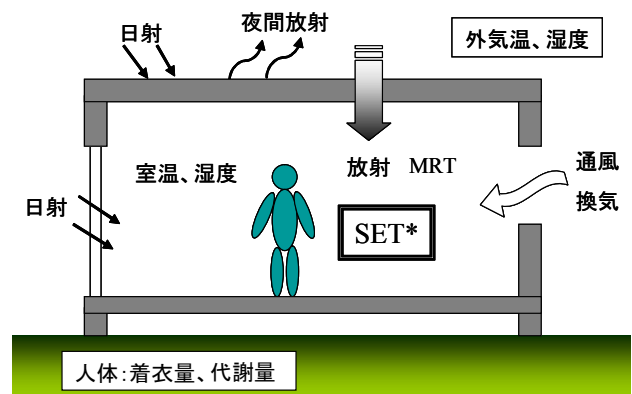 日射
夜間放射
外気温、湿度
室温、湿度
放射 MRT
通風
換気
日射
SET*
人体：着衣量、代謝量